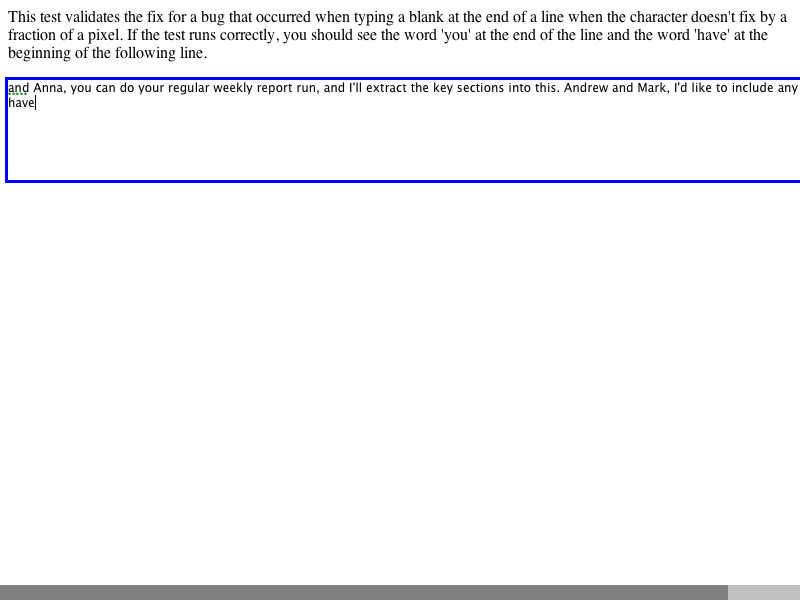 This test validates the fix for a bug that occurred when typing a blank at the end of a line when the character doesn't fix by a
fraction of a pixel. If the test runs correctly, you should see the word 'you' at the end of the line and the word 'have' at the
beginning of the following line.
and Anna, you can do your regular weekly report run, and I'll extract the key sections into this. Andrew and Mark, I'd like to include any
have